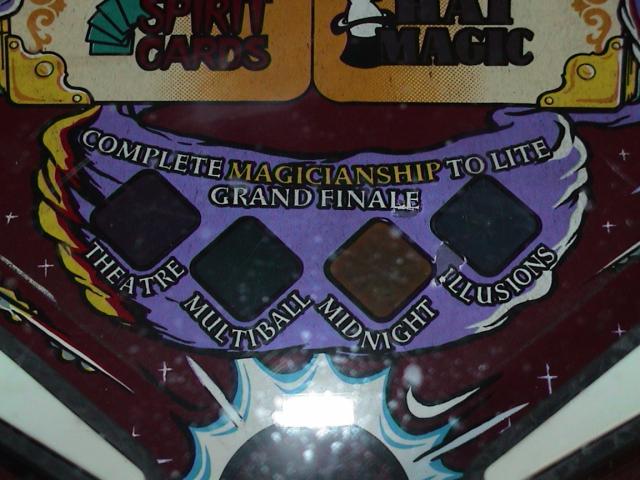 SPIRIT
CARDS
HAT
MAGIC
COMPLETE MAGICIANSHIP TO LITE
GRAND FINALE
THEATRE
MULTIBALL
MIDNIGHT
ILLUSIONS